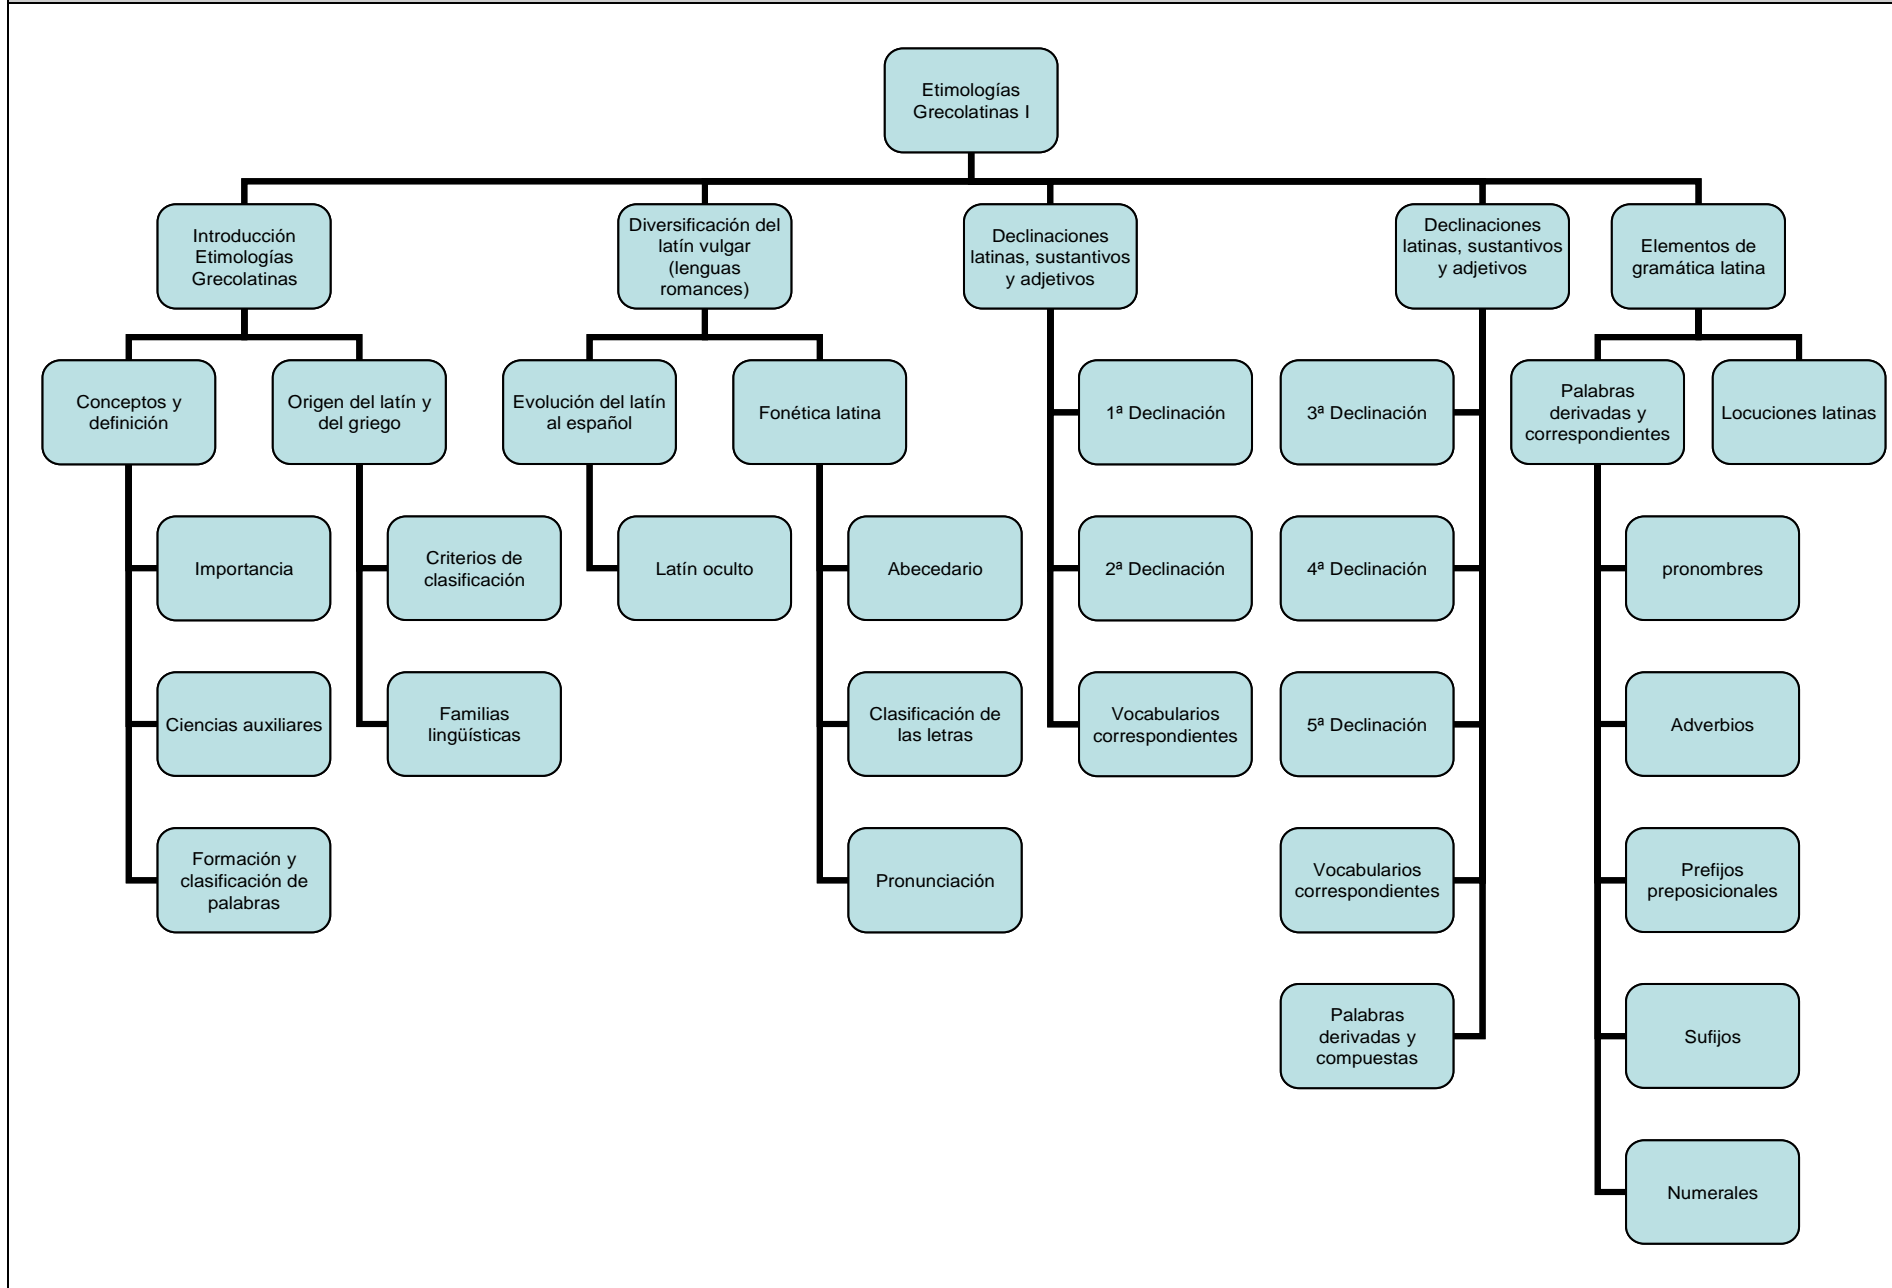 Etimologías
Grecolatinas I
Introducción
Etimologías
Grecolatinas
Diversificación del
latín vulgar
(lenguas
romances)
Declinaciones
latinas, sustantivos
y adjetivos
Declinaciones
latinas, sustantivos
y adjetivos
Elementos de
gramática latina
Conceptos y
definición
Origen del latín y
del griego
Evolución del latín
al español
Fonética latina
1ª Declinación
3ª Declinación
Palabras
derivadas y
correspondientes
Locuciones latinas
Importancia
Criterios de
clasificación
Latín oculto
Abecedario
2ª Declinación
4ª Declinación
pronombres
Ciencias auxiliares
Familias
lingüísticas
Clasificación de
las letras
Vocabularios
correspondientes
5ª Declinación
Adverbios
Formación y
clasificación de
palabras
Pronunciación
Vocabularios
correspondientes
Prefijos
preposicionales
Palabras
derivadas y
compuestas
Sufijos
Numerales